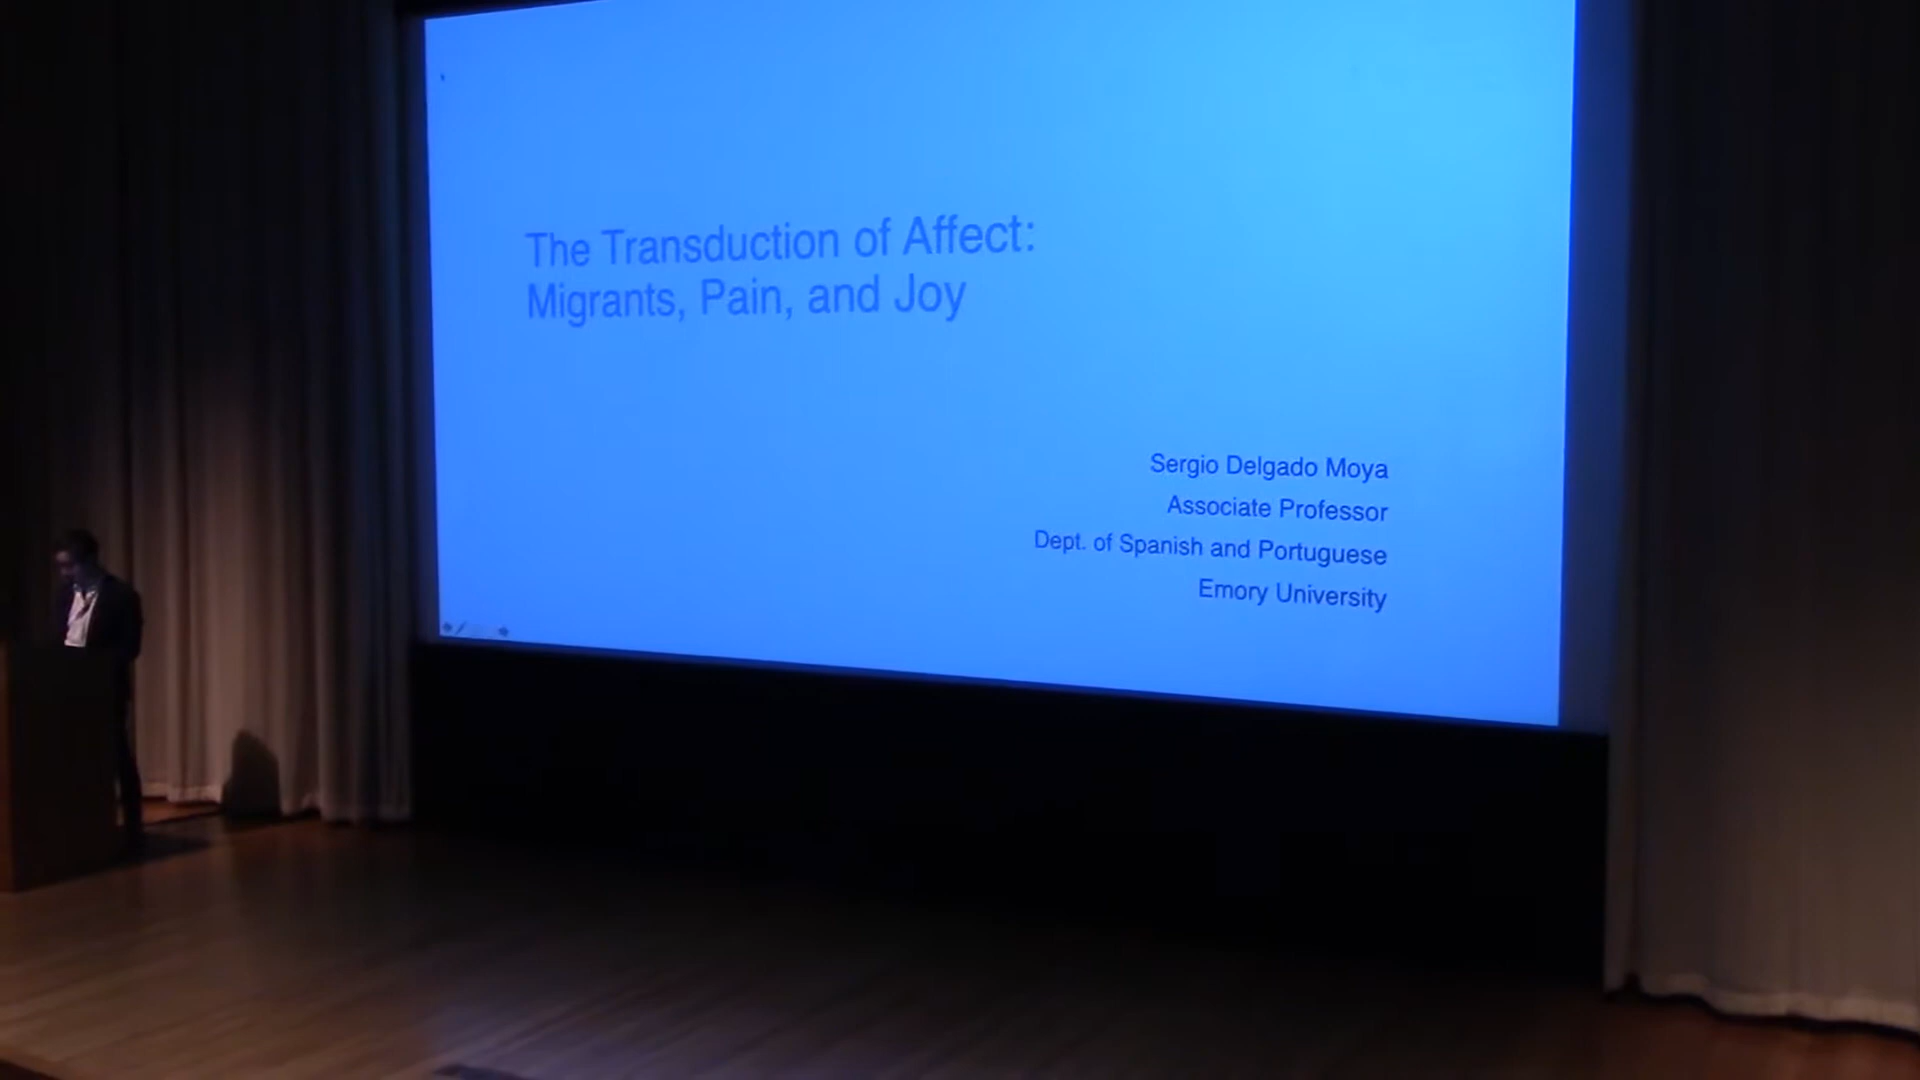 The Transduction of Affect:
Migrants, Pain, and Joy
Sergio Delgado Moya
Associate Professor
Dept. of Spanish and Portuguese
Emory University